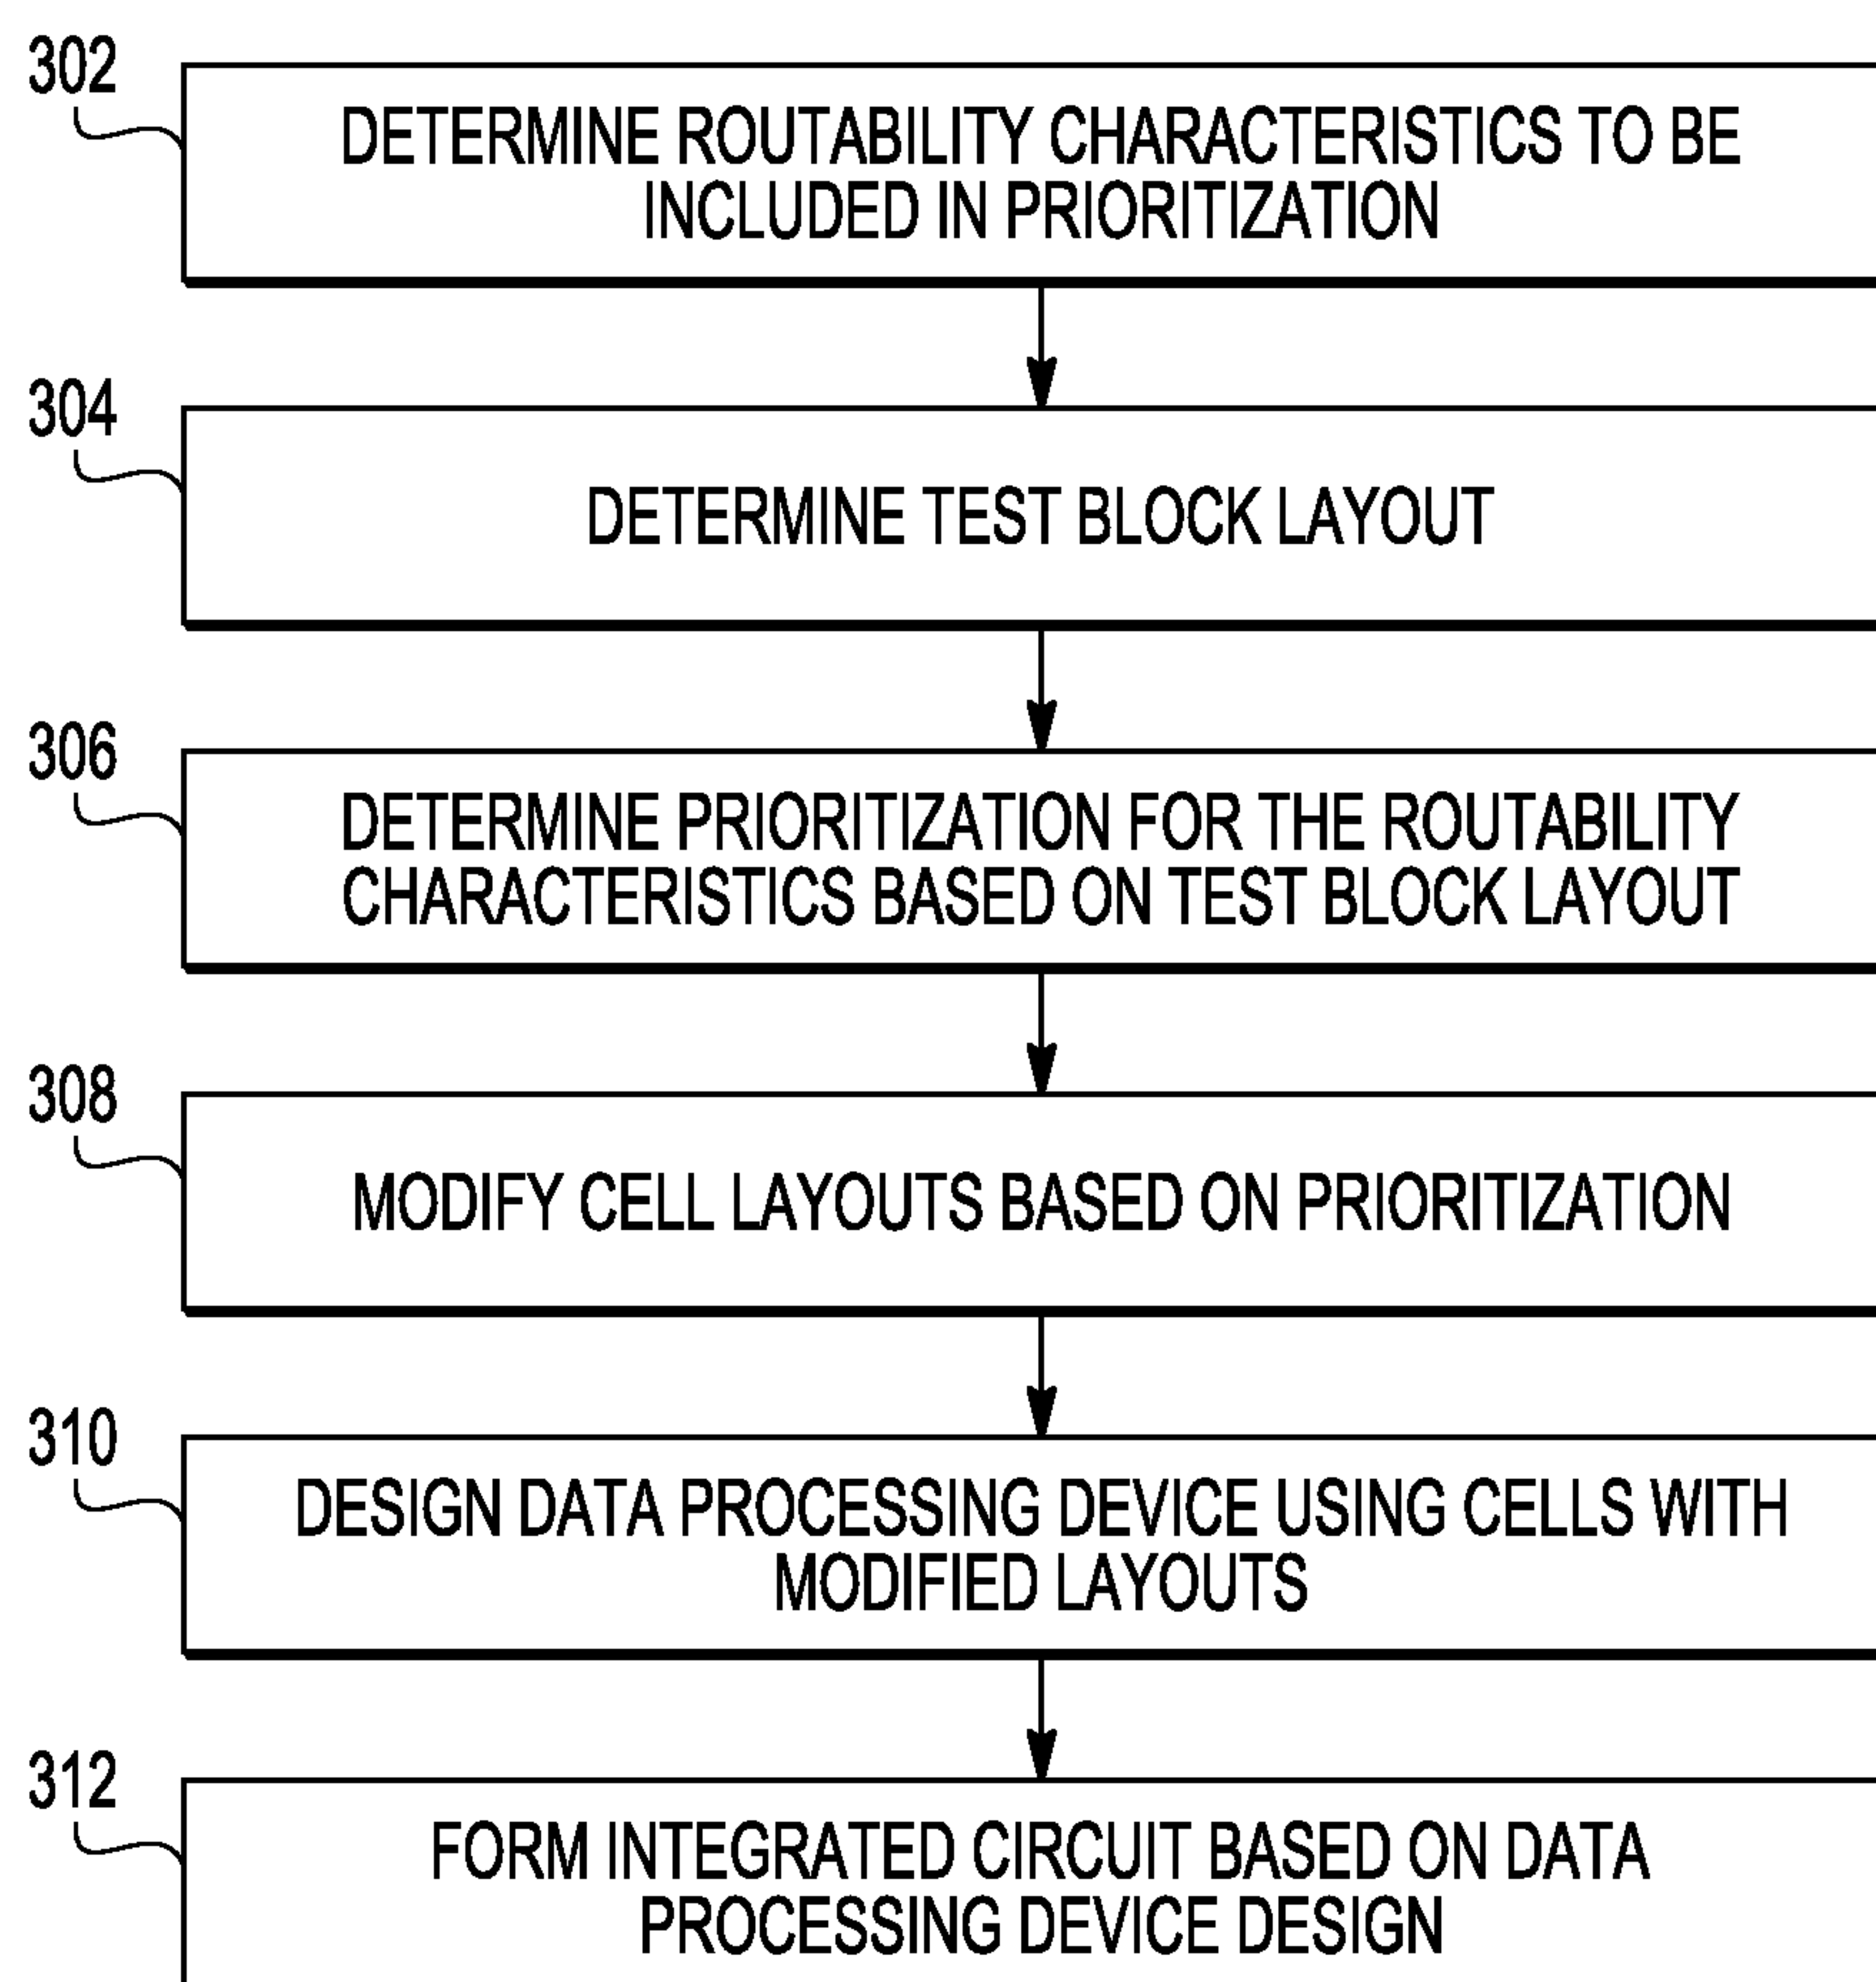 302
DETERMINE ROUTABILITY CHARACTERISTICS TO BE
INCLUDED IN PRIORITIZATION
304
DETERMINE TEST BLOCK LAYOUT
306
DETERMINE PRIORITIZATION FOR THE ROUTABILITY
CHARACTERISTICS BASED ON TEST BLOCK LAYOUT
308
MODIFY CELL LAYOUTS BASED ON PRIORITIZATION
310
DESIGN DATA PROCESSING DEVICE USING CELLS WITH
MODIFIED LAYOUTS
312
FORM INTEGRATED CIRCUIT BASED ON DATA
PROCESSING DEVICE DESIGN